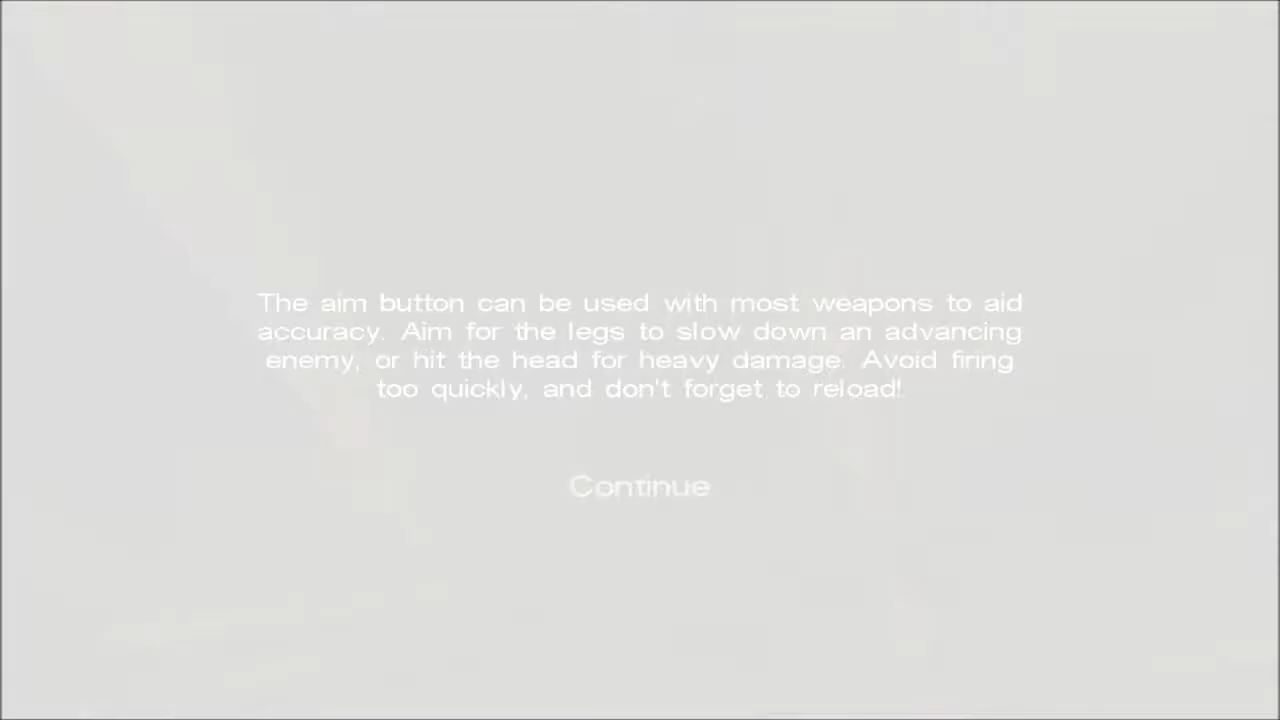 The aim button can be used with most weapons to aid
accuracy. Aim for the legs to slow down an advancing
enemy, or hit the head for heavy damage. Avoid firing
too quickly, and don't forget to reload!
Continue